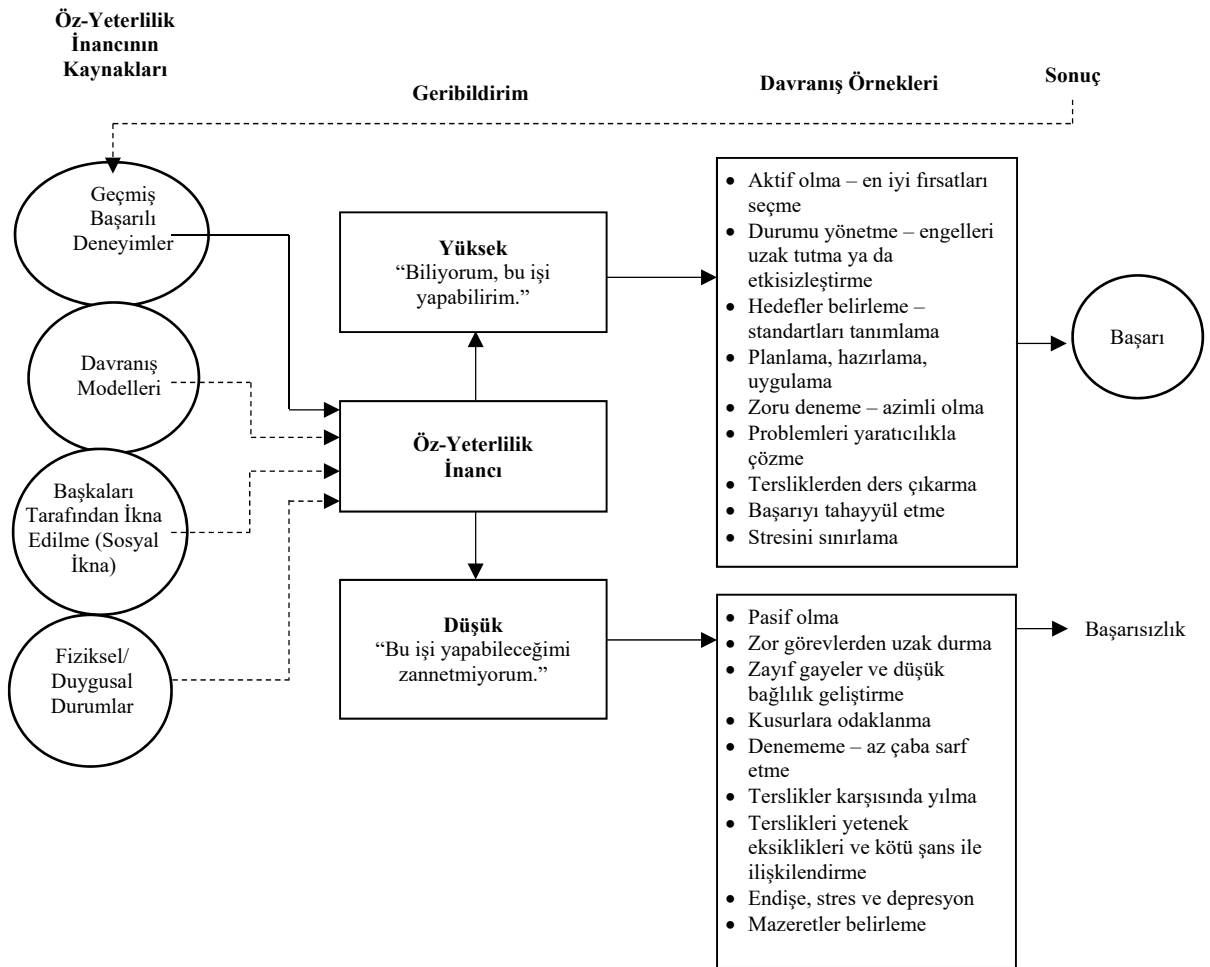 Öz-Yeterlilik
İnancının
Kaynakları
Geribildirim
Davranış Örnekleri
Sonuç
Geçmiş
Başarılı
Deneyimler
Davranış
Modelleri
Başkaları
Tarafından İkna
Edilme (Sosyal
İkna)
Fiziksel/
Duygusal
Durumlar
Yüksek
“Biliyorum, bu işi
yapabilirim.”
Öz-Yeterlilik
İnancı
Düşük
“Bu işi yapabileceğimi
zannetmiyorum.”
• Aktif olma – en iyi fırsatları
seçme
• Durumu yönetme – engelleri
uzak tutma ya da
etkisizleştirme
• Hedefler belirleme –
standartları tanımlama
• Planlama, hazırlama,
uygulama
• Zoru deneme – azimli olma
• Problemleri yaratıcılıkla
çözme
• Tersliklerden ders çıkarma
• Başarıyı tahayyül etme
• Stresini sınırlama
• Pasif olma
• Zor görevlerden uzak durma
• Zayıf gayeler ve düşük
bağlılık geliştirme
• Kusurlara odaklanma
• Denememe – az çaba sarf
etme
• Terslikler karşısında yılma
• Terslikleri yetenek
eksiklikleri ve kötü şans ile
ilişkilendirme
• Endişe, stres ve depresyon
• Mazeretler belirleme
Başarı
Başarısızlık